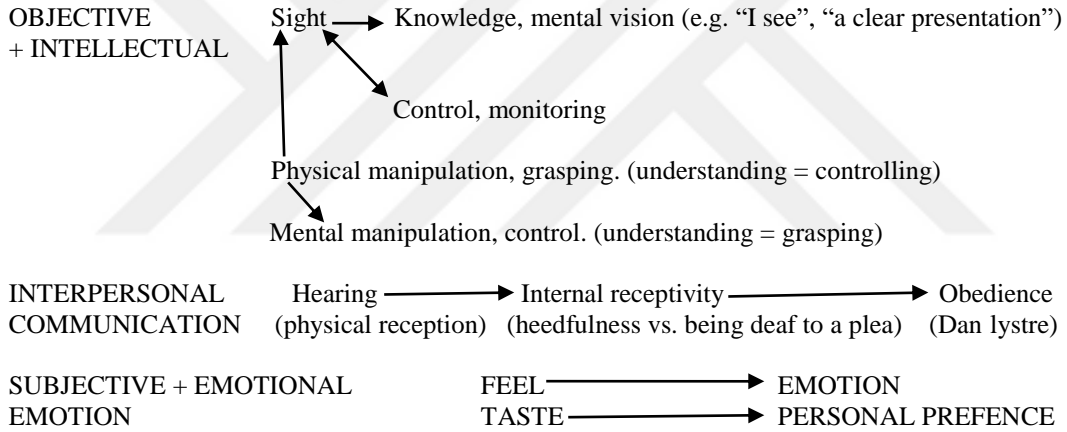 OBJECTIVE Sight Knowledge, mental vision (e.g. “I see”, “a clear presentation”)
+ INTELLECTUAL
Control, monitoring
Physical manipulation, grasping. (understanding = controlling)
Mental manipulation, control. (understanding = grasping)
INTERPERSONAL Hearing Internal receptivity Obedience
COMMUNICATION (physical reception) (heedfulness vs. being deaf to a plea) (Dan lystre)
SUBJECTIVE + EMOTIONAL FEEL EMOTION
EMOTION TASTE PERSONAL PREFENCE